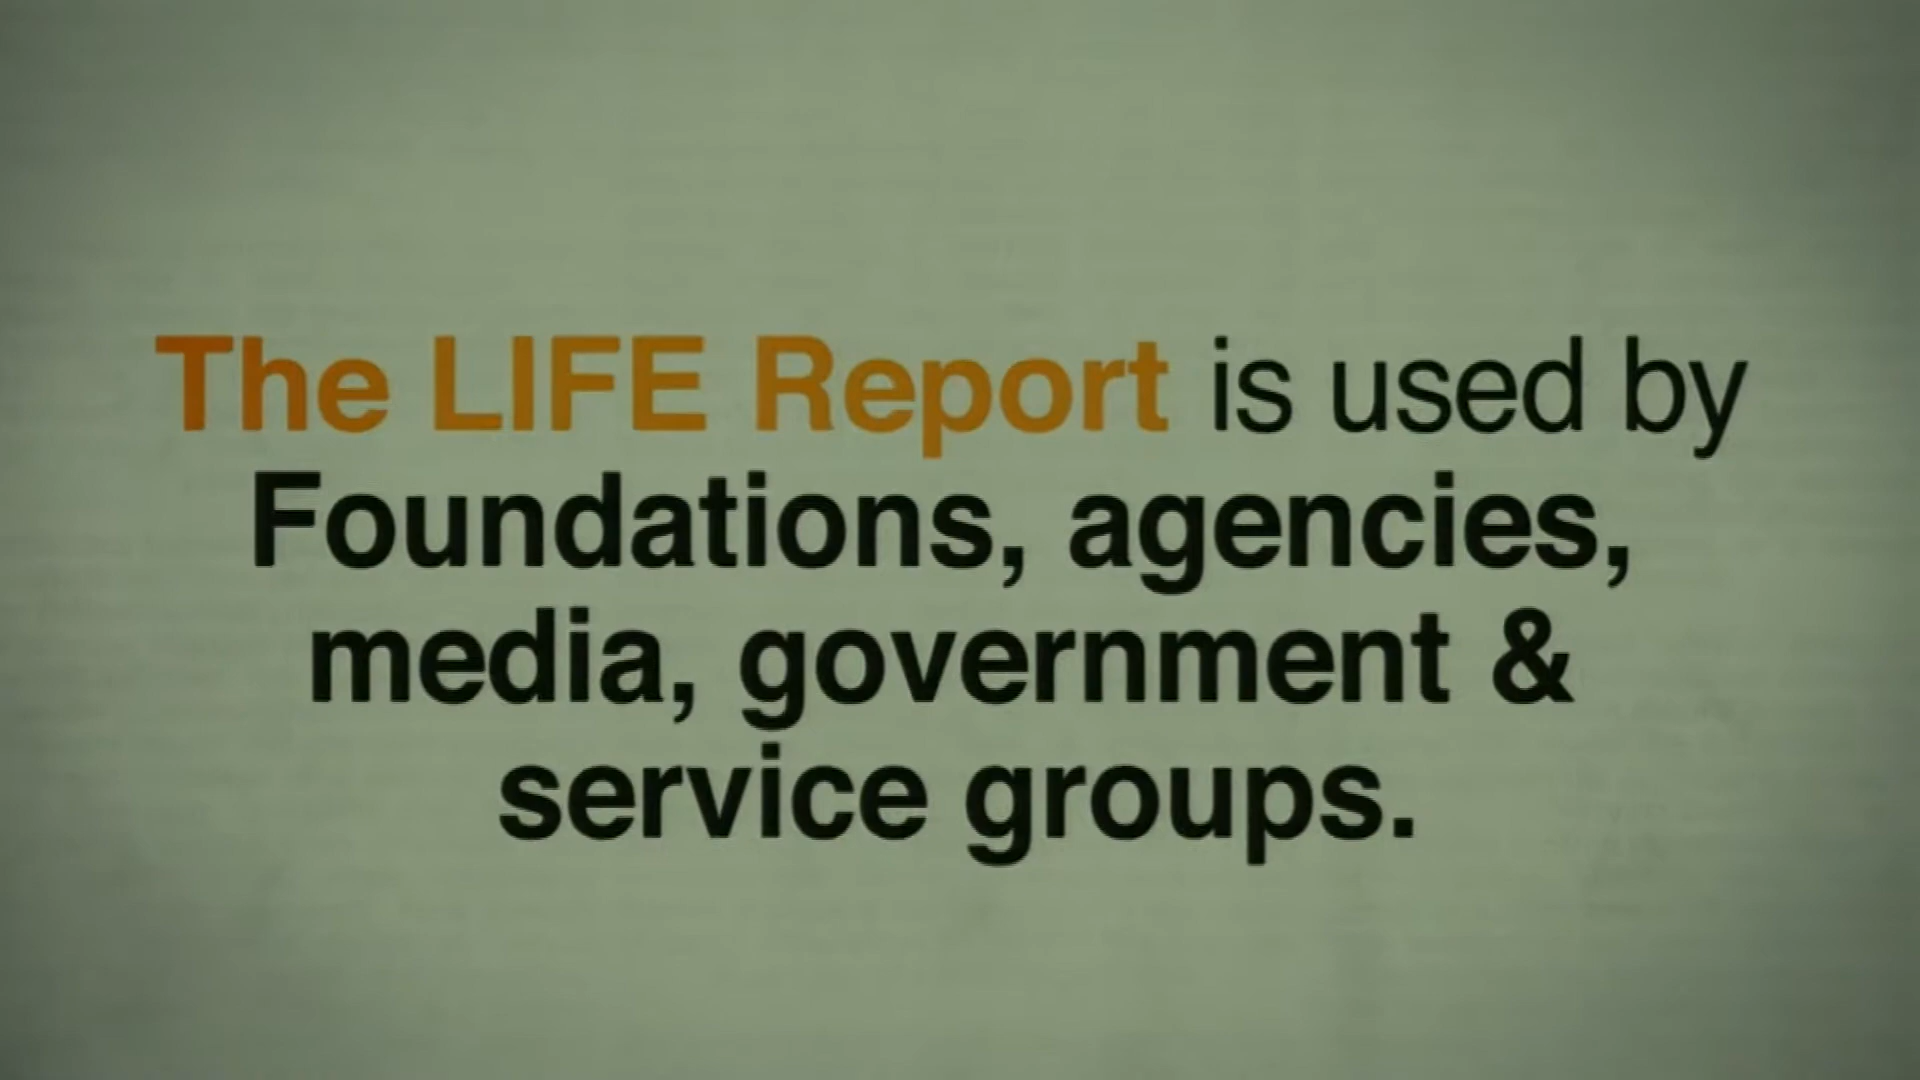 The LIFE Report is used by
Foundations, agencies,
media, government &
service groups.